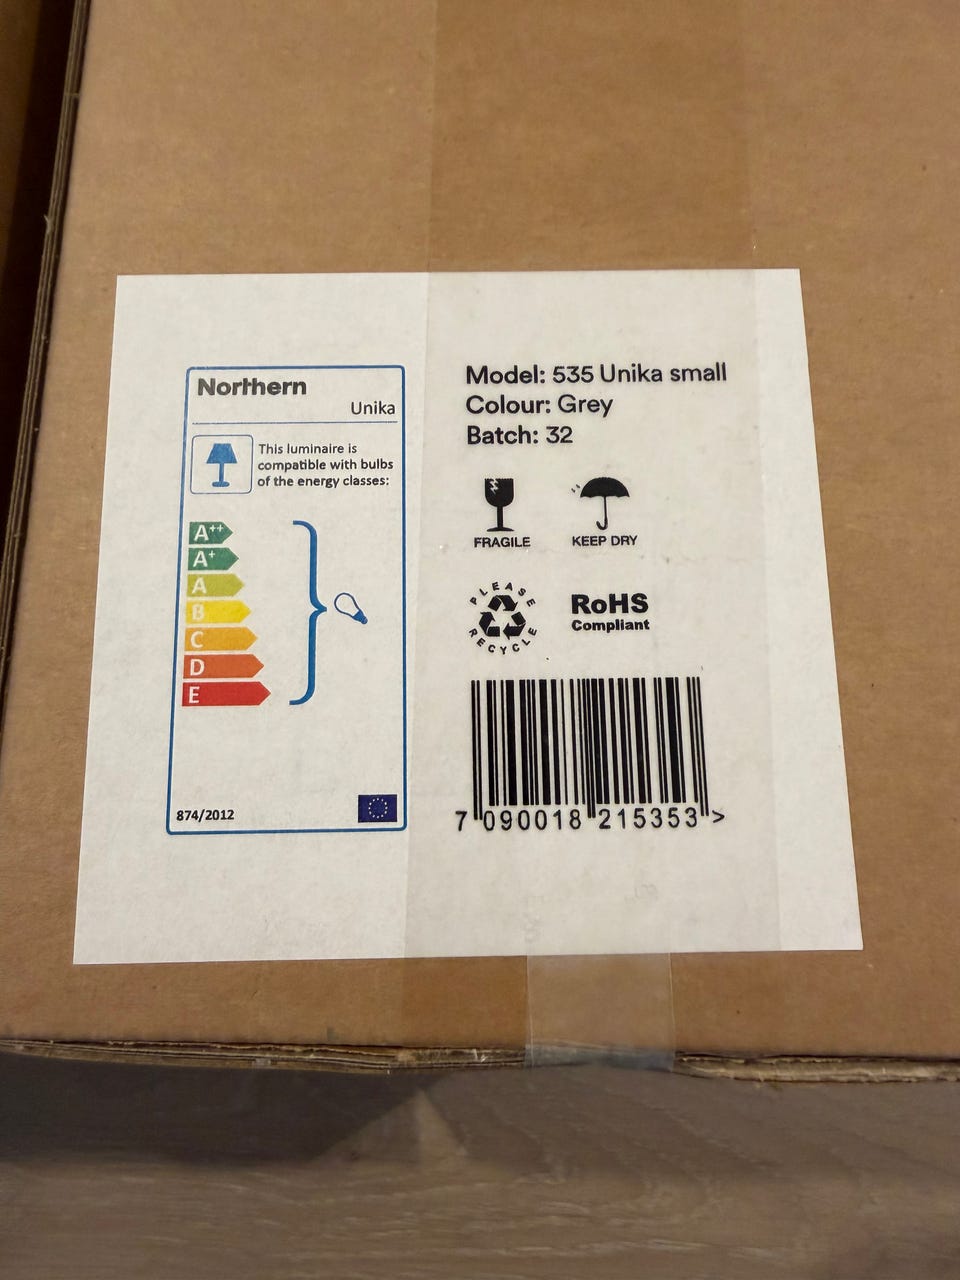 Northern
Unika
This luminaire is
compatible with bulbs
of the energy classes:
A++
A+
A
B
C
D
E
874/2012
Model: 535 Unika small
Colour: Grey
Batch: 32
FRAGILE
KEEP DRY
PLEASE
RECYCLE
RoHS
Compliant
7 090018 215353 >